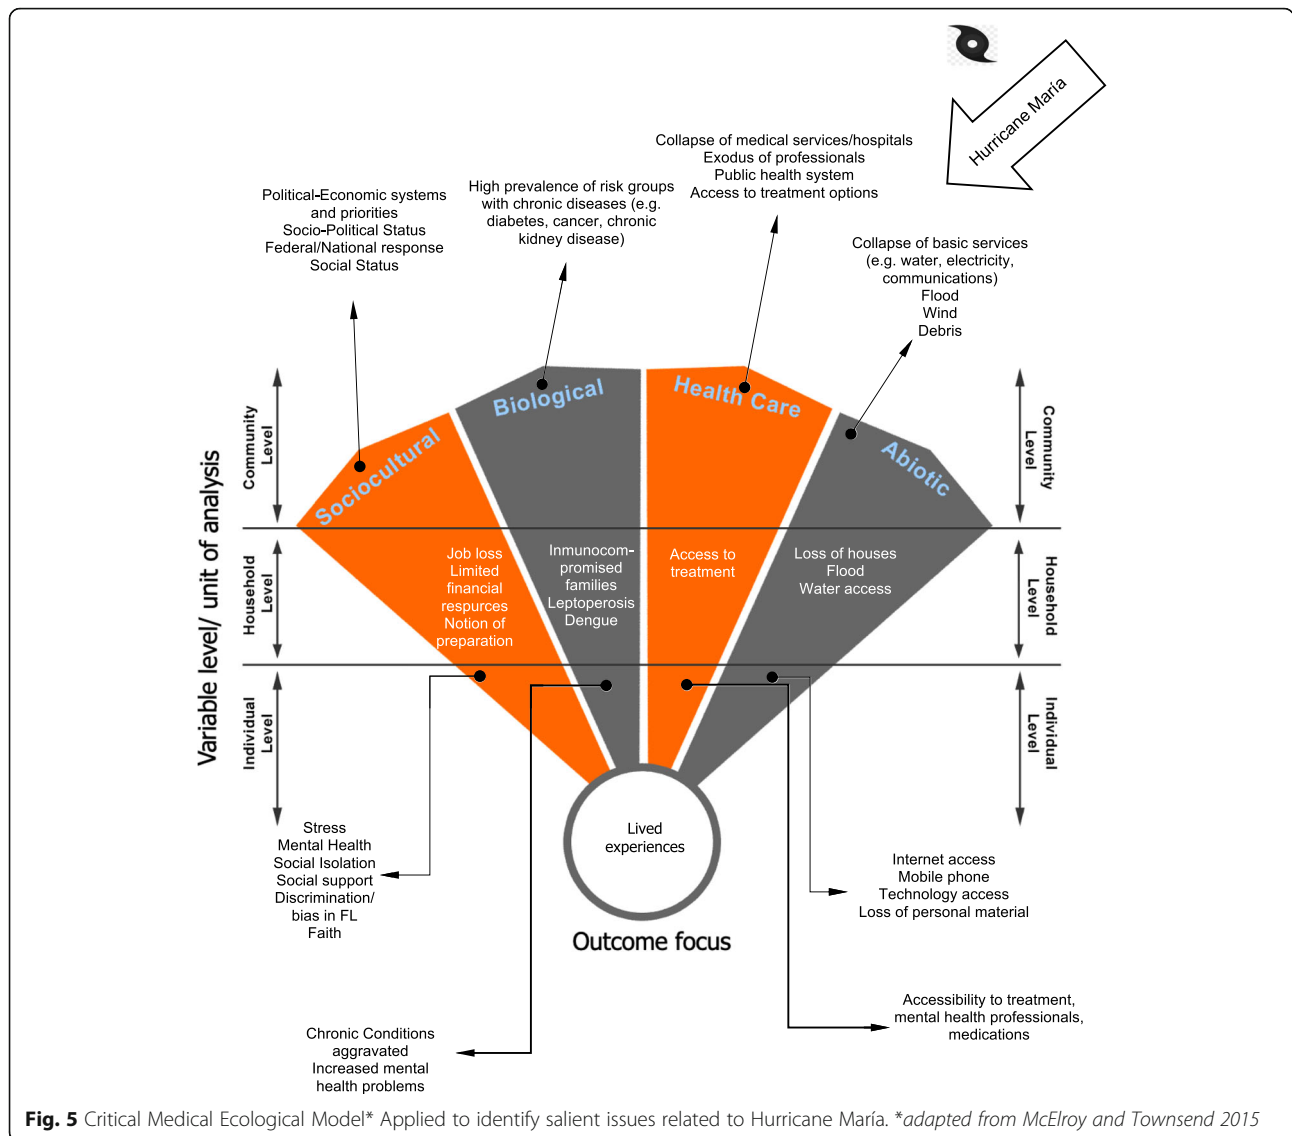 Hurricane María
Collapse of medical services/hospitals
Exodus of professionals
Public health system
Access to treatment options
High prevalence of risk groups
with chronic diseases (e.g.
diabetes, cancer, chronic
kidney disease)
Political-Economic systems
and priorities
Socio-Political Status
Federal/National response
Social Status
Collapse of basic services
(e.g. water, electricity,
communications)
Flood
Wind
Debris
Variable level/ unit of analysis
Community
Level
Household
Level
Individual
Level
Sociocultural
Biological
Health Care
Abiotic
Community
Level
Household
Level
Individual
Level
Job loss
Limited
financial
respurces
Notion of
preparation
Inmunocom-
promised
families
Leptoperosis
Dengue
Access to
treatment
Loss of houses
Flood
Water access
Lived
experiences
Outcome focus
Stress
Mental Health
Social Isolation
Social support
Discrimination/
bias in FL
Faith
Internet access
Mobile phone
Technology access
Loss of personal material
Chronic Conditions
aggravated
Increased mental
health problems
Accessibility to treatment,
mental health professionals,
medications
Fig. 5 Critical Medical Ecological Model* Applied to identify salient issues related to Hurricane María. *adapted from McElroy and Townsend 2015